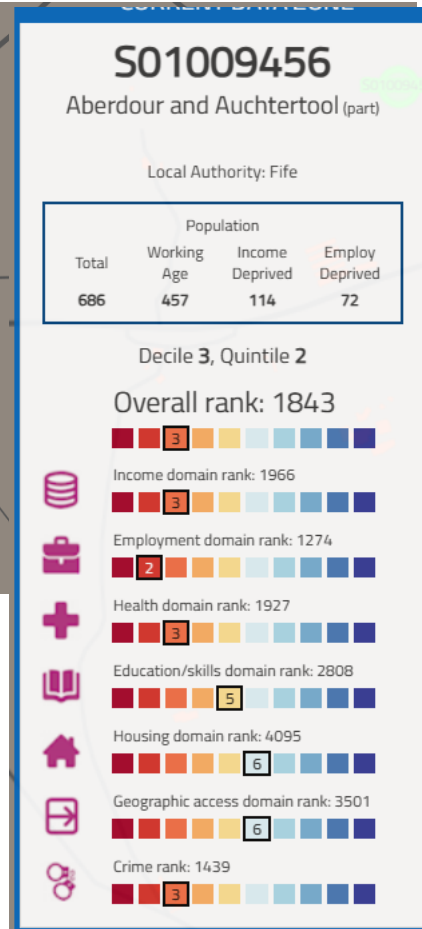 CURRENT DATA ZONE
S01009456
Aberdour and Auchtertool (part)
Local Authority: Fife
Population
Total
Working Age
Income Deprived
Employ Deprived
686 457 114 72
Decile 3, Quintile 2
Overall rank: 1843
3
Income domain rank: 1966
3
Employment domain rank: 1274
2
Health domain rank: 1927
3
Education/skills domain rank: 2808
5
Housing domain rank: 4095
6
Geographic access domain rank: 3501
6
Crime rank: 1439
3